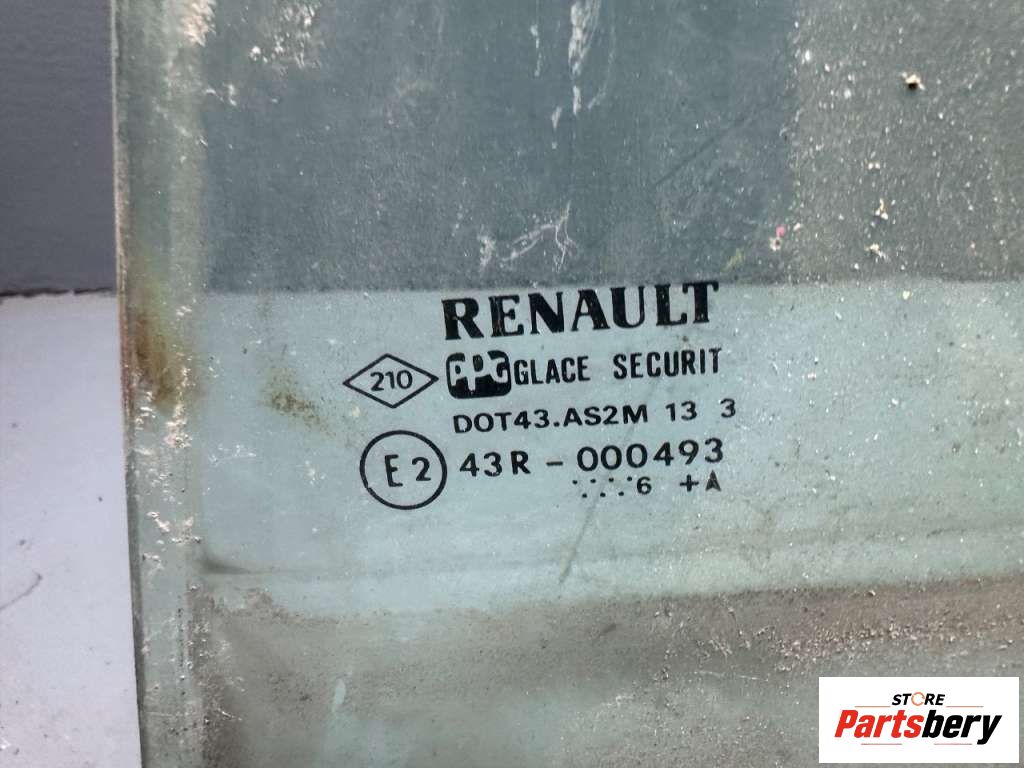 RENAULT
210 PPG GLACE SECURIT
DOT43.AS2M 13 3
E2 43R - 000493
.:.:.:.:6 +A
STORE
Partsbery